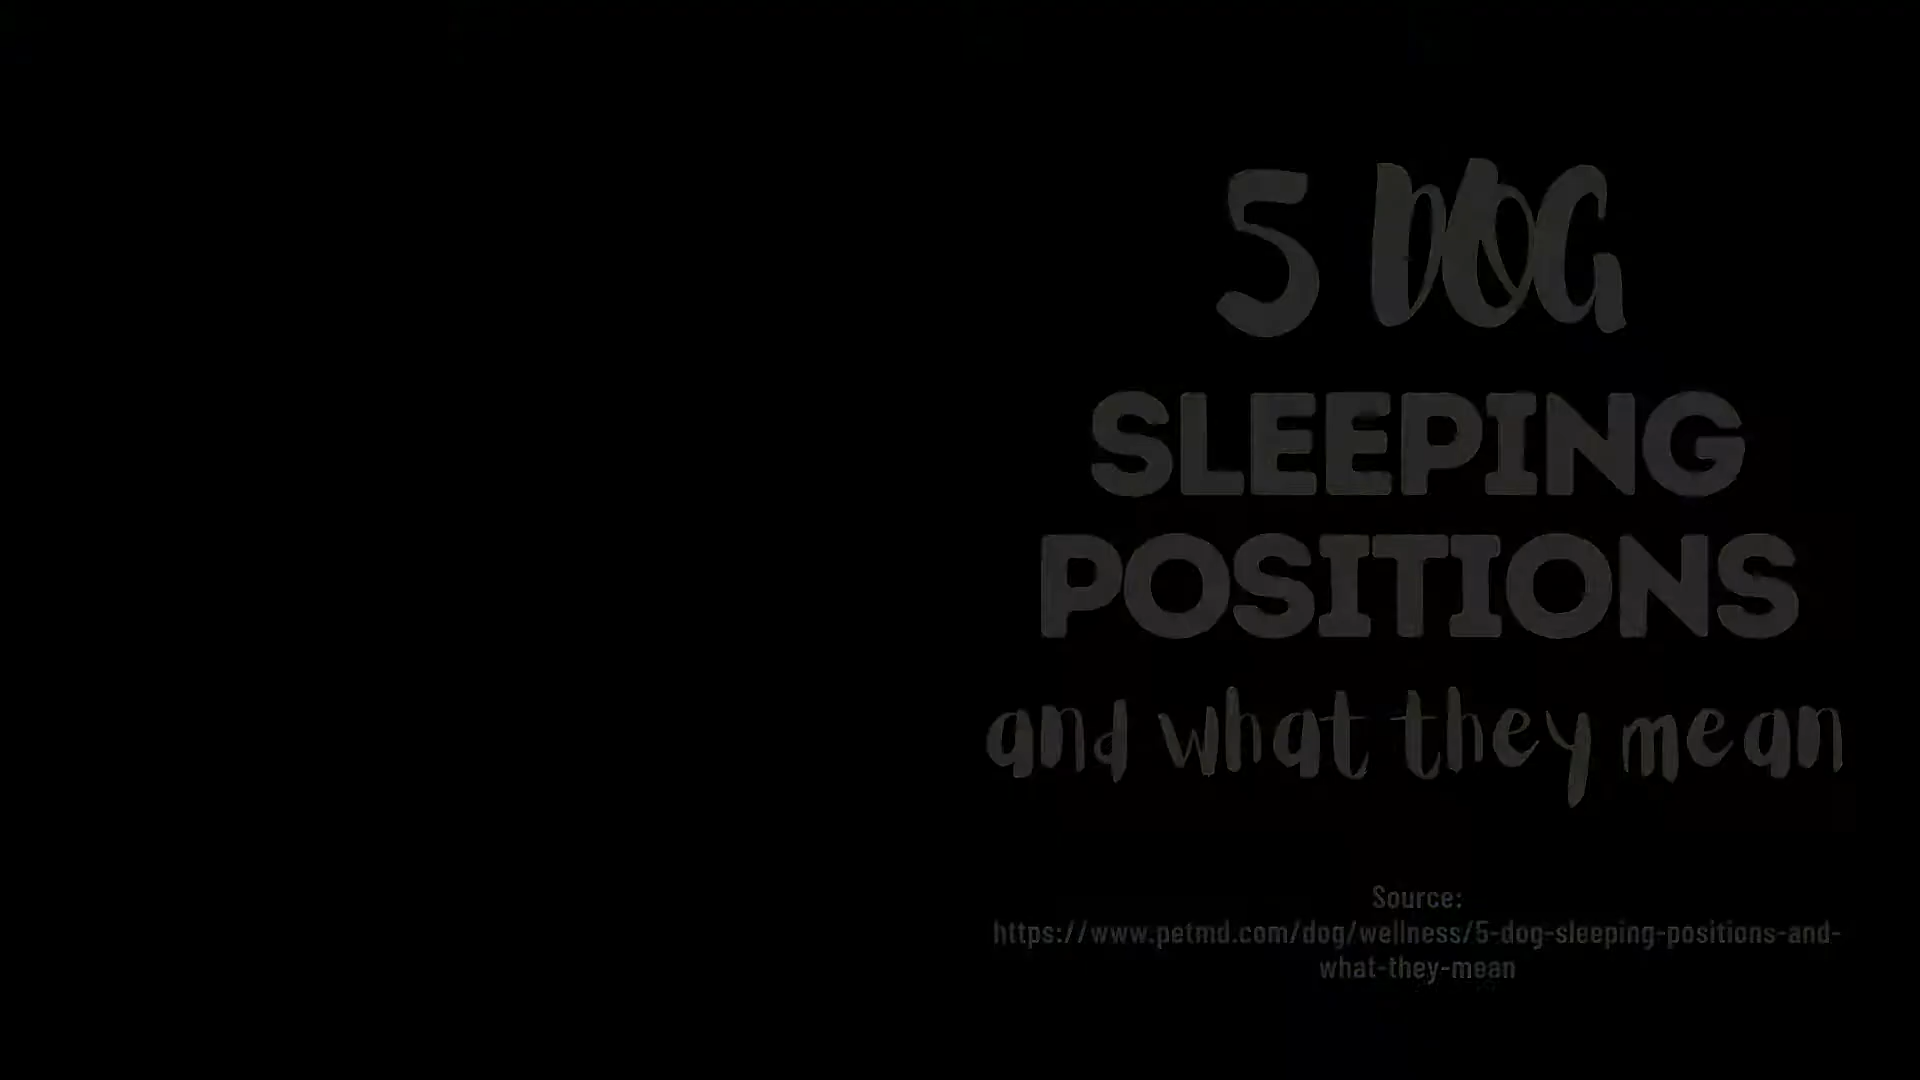 5 DOG
SLEEPING
POSITIONS
and what they mean
Source:
https://www.petmd.com/dog/wellness/5-dog-sleeping-positions-and-
what-they-mean